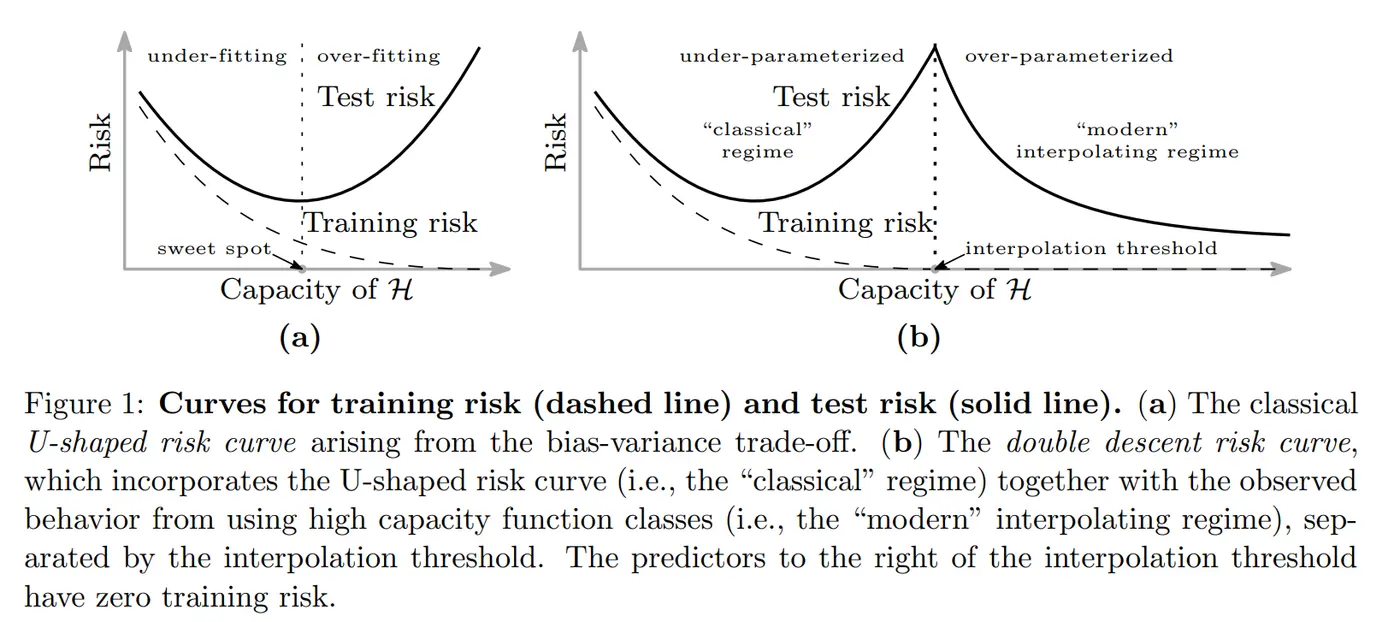 under-fitting
over-fitting
Test risk
Risk
Training risk
sweet spot
Capacity of ℋ
(a)
under-parameterized
over-parameterized
Test risk
“classical”
regime
“modern”
interpolating regime
Risk
Training risk
interpolation threshold
Capacity of ℋ
(b)
Figure 1: Curves for training risk (dashed line) and test risk (solid line). (a) The classical
U-shaped risk curve arising from the bias-variance trade-off. (b) The double descent risk curve,
which incorporates the U-shaped risk curve (i.e., the “classical” regime) together with the observed
behavior from using high capacity function classes (i.e., the “modern” interpolating regime), sep-
arated by the interpolation threshold. The predictors to the right of the interpolation threshold
have zero training risk.